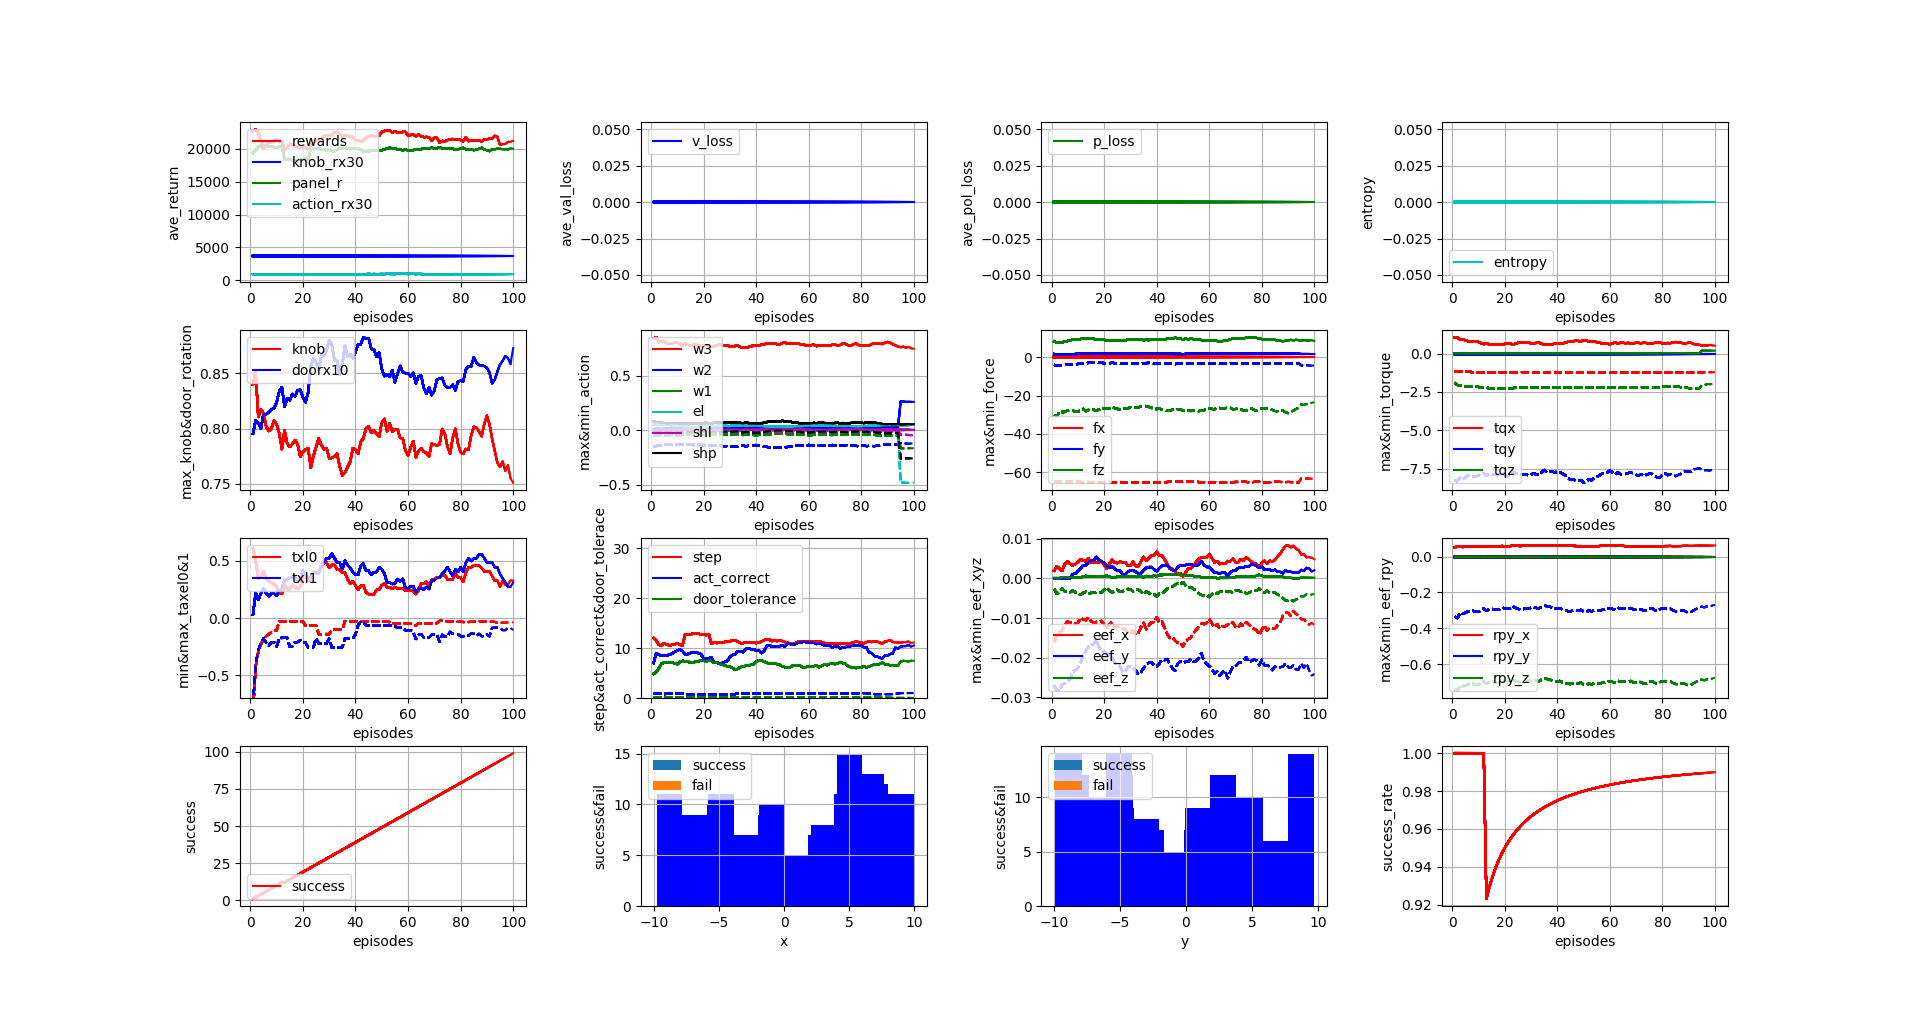 ave_return
20000
15000
10000
5000
0
rewards
knob_rx30
panel_r
action_rx30
0 20 40 60 80 100
episodes
ave_val_loss
0.050
0.025
0.000
−0.025
−0.050
v_loss
0 20 40 60 80 100
episodes
ave_pol_loss
0.050
0.025
0.000
−0.025
−0.050
p_loss
0 20 40 60 80 100
episodes
entropy
0.050
0.025
0.000
−0.025
−0.050
entropy
0 20 40 60 80 100
episodes
max_knob&door_rotation
0.85
0.80
0.75
knob
doorx10
0 20 40 60 80 100
episodes
max&min_action
0.5
0.0
−0.5
w3
w2
w1
el
shl
shp
0 20 40 60 80 100
episodes
max&min_force
0
−20
−40
−60
fx
fy
fz
0 20 40 60 80 100
episodes
max&min_torque
0.0
−2.5
−5.0
−7.5
tqx
tqy
tqz
0 20 40 60 80 100
episodes
min&max_taxel0&1
0.5
0.0
−0.5
txl0
txl1
0 20 40 60 80 100
episodes
step&act_correct&door_tolerace
30
20
10
0
step
act_correct
door_tolerance
0 20 40 60 80 100
episodes
max&min_eef_xyz
0.01
0.00
−0.01
−0.02
−0.03
eef_x
eef_y
eef_z
0 20 40 60 80 100
episodes
max&min_eef_rpy
0.0
−0.2
−0.4
−0.6
rpy_x
rpy_y
rpy_z
0 20 40 60 80 100
episodes
success
100
75
50
25
0
success
0 20 40 60 80 100
episodes
success&fail
15
10
5
0
success
fail
−10 −5 0 5 10
x
success&fail
10
5
0
success
fail
−10 −5 0 5 10
y
success_rate
1.00
0.98
0.96
0.94
0.92
0 20 40 60 80 100
episodes